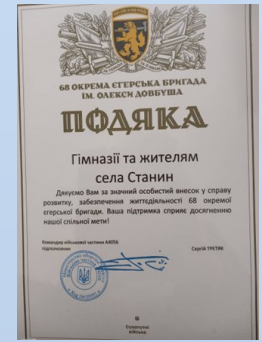 68 ОКРЕМА ЄГЕРСЬКА БРИГАДА
ІМ. ОЛЕКСИ ДОВБУША
ПОДЯКА
Гімназії та жителям
села Станин
Дякуємо Вам за значний особистий внесок у справу
розвитку, забезпечення життєдіяльності 68 окремої
єгерської бригади. Ваша підтримка сприяє досягненню
нашої спільної мети!
Командир військової частини А4056
підполковник Сергій ТРЕТЯК
Єгерські
війська